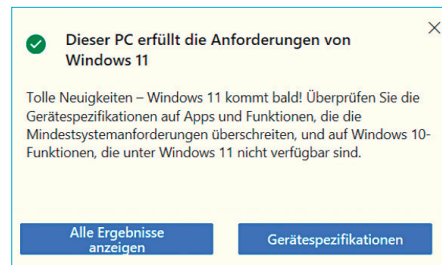 Dieser PC erfüllt die Anforderungen von
Windows 11
Tolle Neuigkeiten – Windows 11 kommt bald! Überprüfen Sie die
Gerätespezifikationen auf Apps und Funktionen, die die
Mindestsystemanforderungen überschreiten, und auf Windows 10-
Funktionen, die unter Windows 11 nicht verfügbar sind.
Alle Ergebnisse
anzeigen
Gerätespezifikationen